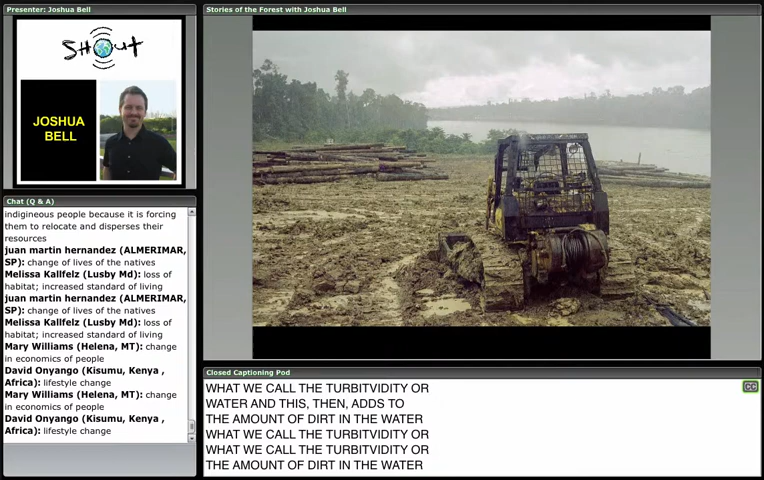 Presenter: Joshua Bell
SHOUT
JOSHUA
BELL
Chat (Q & A)
indigineous people because it is forcing
them to relocate and disperses their
resources
juan martin hernandez (ALMERIMAR,
SP): change of lives of the natives
Melissa Kallfelz (Lusby Md): loss of
habitat; increased standard of living
juan martin hernandez (ALMERIMAR,
SP): change of lives of the natives
Melissa Kallfelz (Lusby Md): loss of
habitat; increased standard of living
Mary Williams (Helena, MT): change
in economics of people
David Onyango (Kisumu, Kenya ,
Africa): lifestyle change
Mary Williams (Helena, MT): change
in economics of people
David Onyango (Kisumu, Kenya ,
Africa): lifestyle change
Stories of the Forest with Joshua Bell
Closed Captioning Pod
CC
WHAT WE CALL THE TURBITVIDITY OR
WATER AND THIS, THEN, ADDS TO
THE AMOUNT OF DIRT IN THE WATER
WHAT WE CALL THE TURBITVIDITY OR
WHAT WE CALL THE TURBITVIDITY OR
THE AMOUNT OF DIRT IN THE WATER